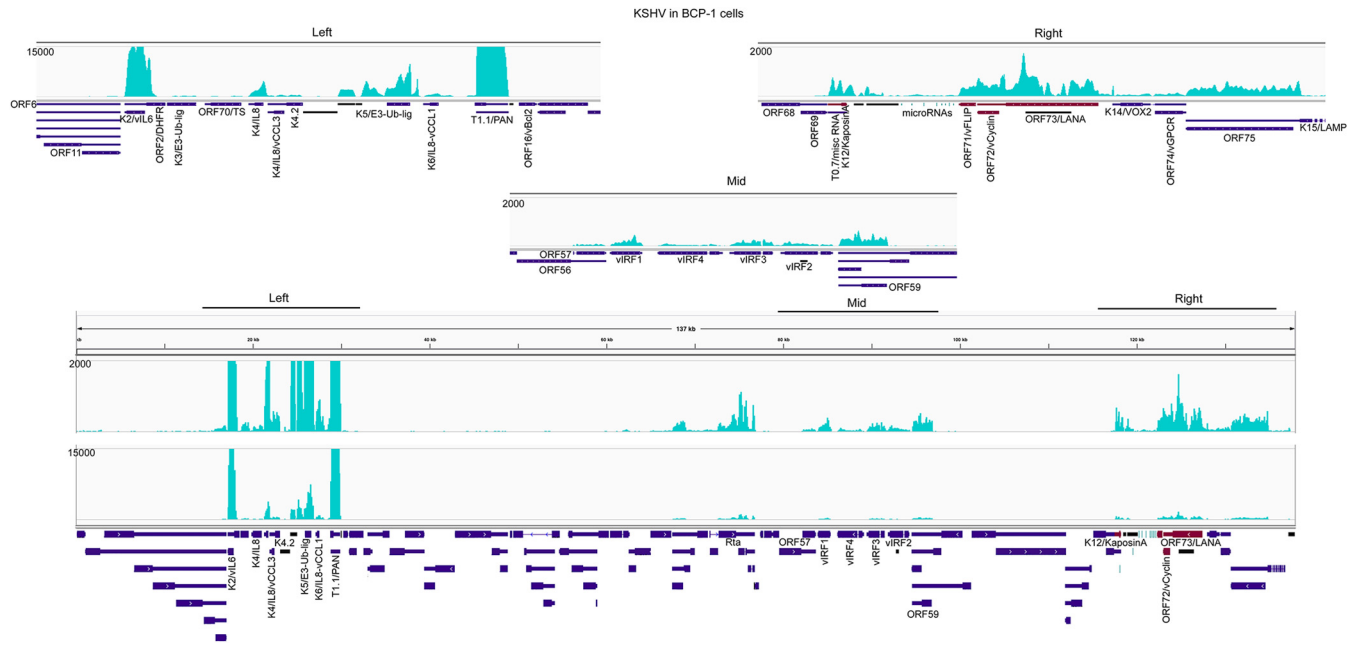 KSHV in BCP-1 cells
Left
15000
ORF6
ORF11
K2/vIL6
ORF2/DHFR
K3/E3-Ub-lig
ORF70/TS
K4/IL8
K4/IL8/vCCL3
K4.2
K5/E3-Ub-lig
K6/IL8-vCCL1
T1.1/PAN
ORF16/vBcl2
Right
2000
ORF68
ORF69
T0.7/misc RNA
K12/KaposinA
microRNAs
ORF71/vFLIP
ORF72/vCyclin
ORF73/LANA
K14/VOX2
ORF74/vGPCR
ORF75
K15/LAMP
Mid
2000
ORF57
ORF56
vIRF1
vIRF4
vIRF3
vIRF2
ORF59
Left
Mid
Right
137 kb
20 kb
40 kb
60 kb
80 kb
100 kb
120 kb
2000
15000
K2/vIL6
K4/IL8
K4/IL8/vCCL3
K4.2
K5/E3-Ub-lig
K6/IL8-vCCL1
T1.1/PAN
Rta
ORF57
vIRF1
vIRF4
vIRF3
vIRF2
ORF59
K12/KaposinA
ORF72/vCyclin
ORF73/LANA